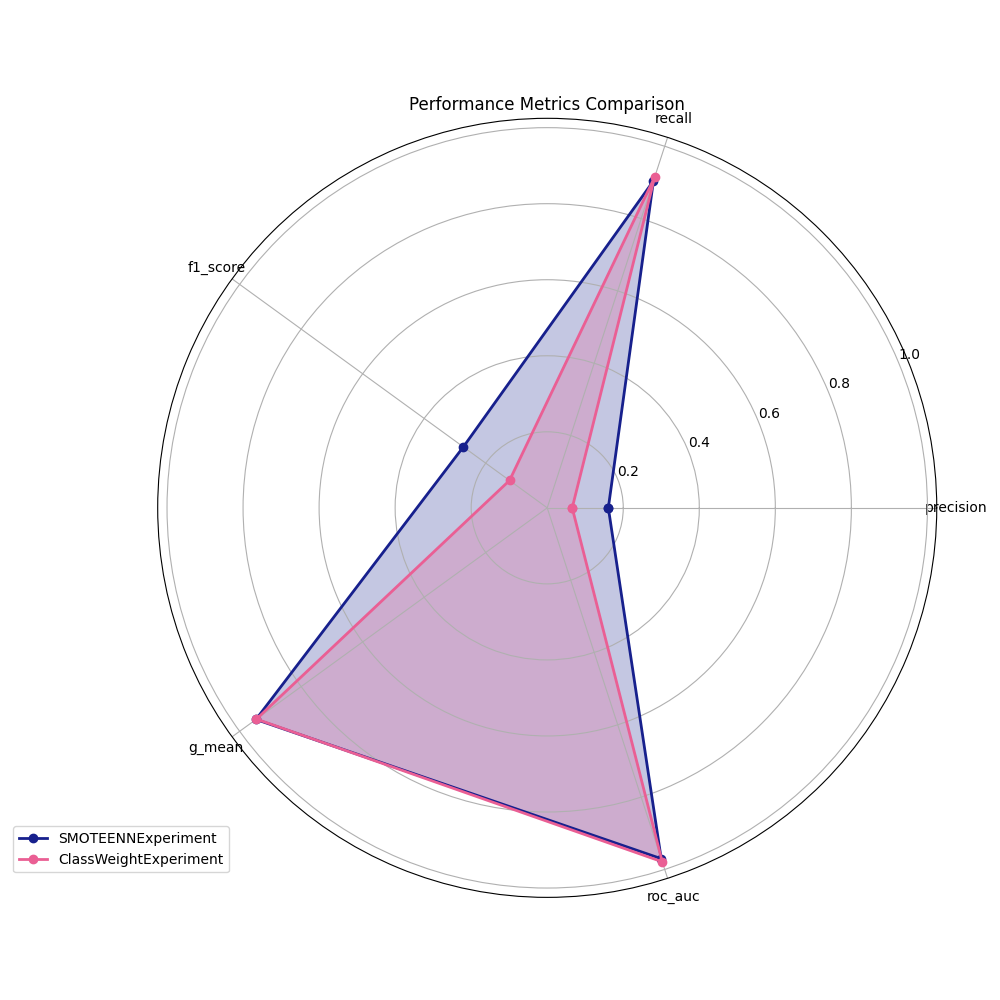 Performance Metrics Comparison
recall
f1_score
1.0
0.8
0.6
0.4
0.2
precision
g_mean
SMOTEENNExperiment
ClassWeightExperiment
roc_auc